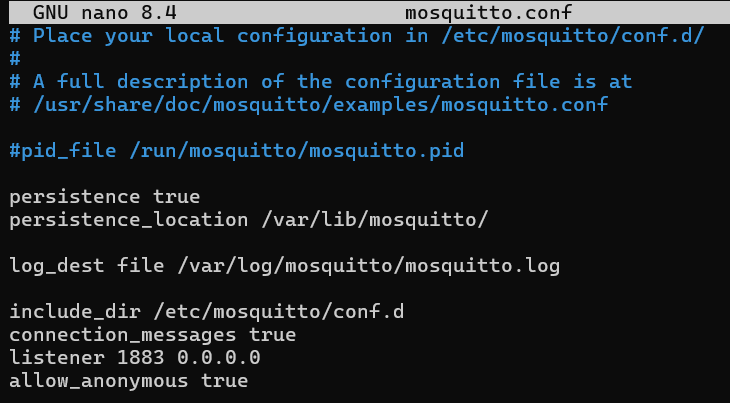 GNU nano 8.4 mosquitto.conf
# Place your local configuration in /etc/mosquitto/conf.d/
#
# A full description of the configuration file is at
# /usr/share/doc/mosquitto/examples/mosquitto.conf
#pid_file /run/mosquitto/mosquitto.pid
persistence true
persistence_location /var/lib/mosquitto/
log_dest file /var/log/mosquitto/mosquitto.log
include_dir /etc/mosquitto/conf.d
connection_messages true
listener 1883 0.0.0.0
allow_anonymous true